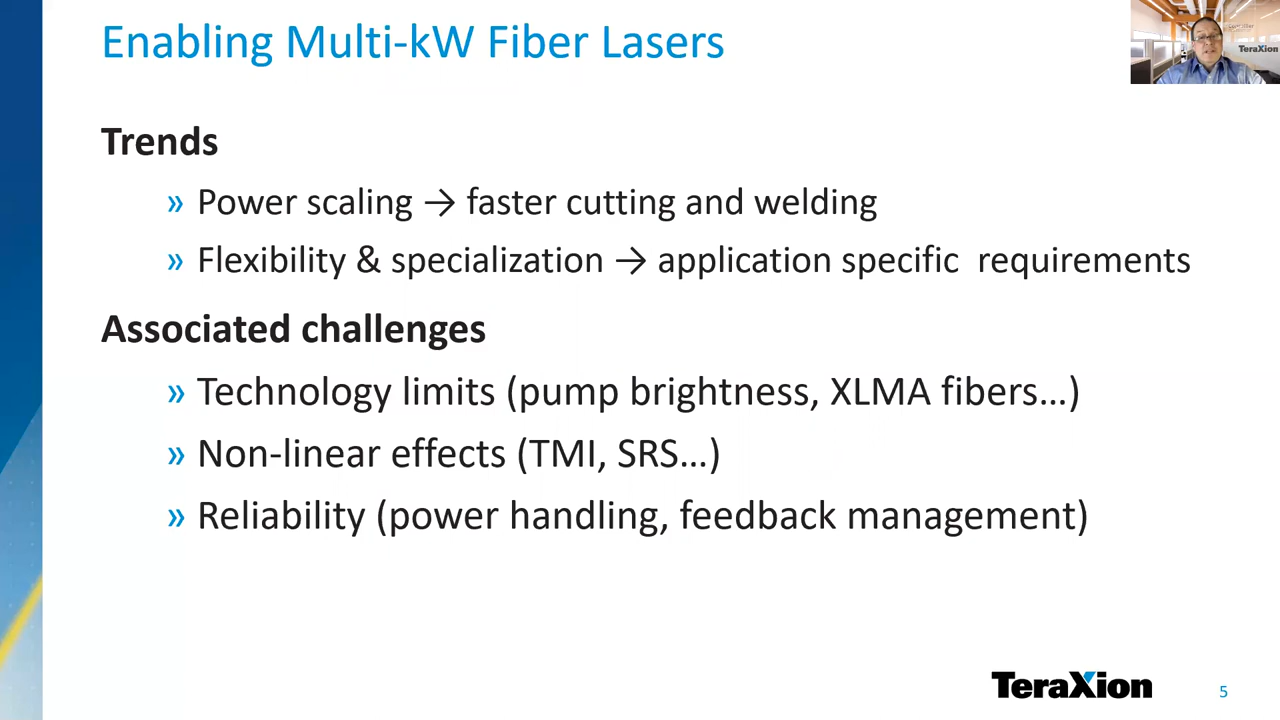 Enabling Multi-kW Fiber Lasers
TeraXion
Trends
» Power scaling → faster cutting and welding
» Flexibility & specialization → application specific requirements
Associated challenges
» Technology limits (pump brightness, XLMA fibers…)
» Non-linear effects (TMI, SRS…)
» Reliability (power handling, feedback management)
TeraXion
5